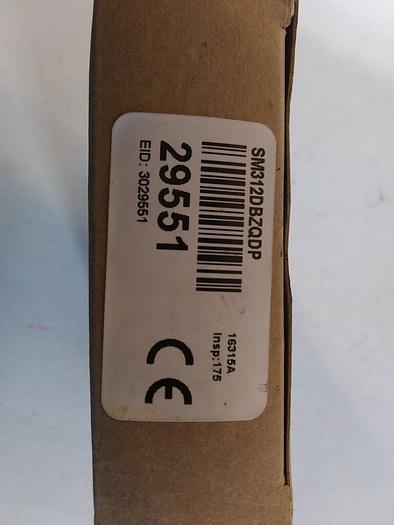 SM312DBZQDP
29551
EID: 3029551
16315A
Insp:175
CE